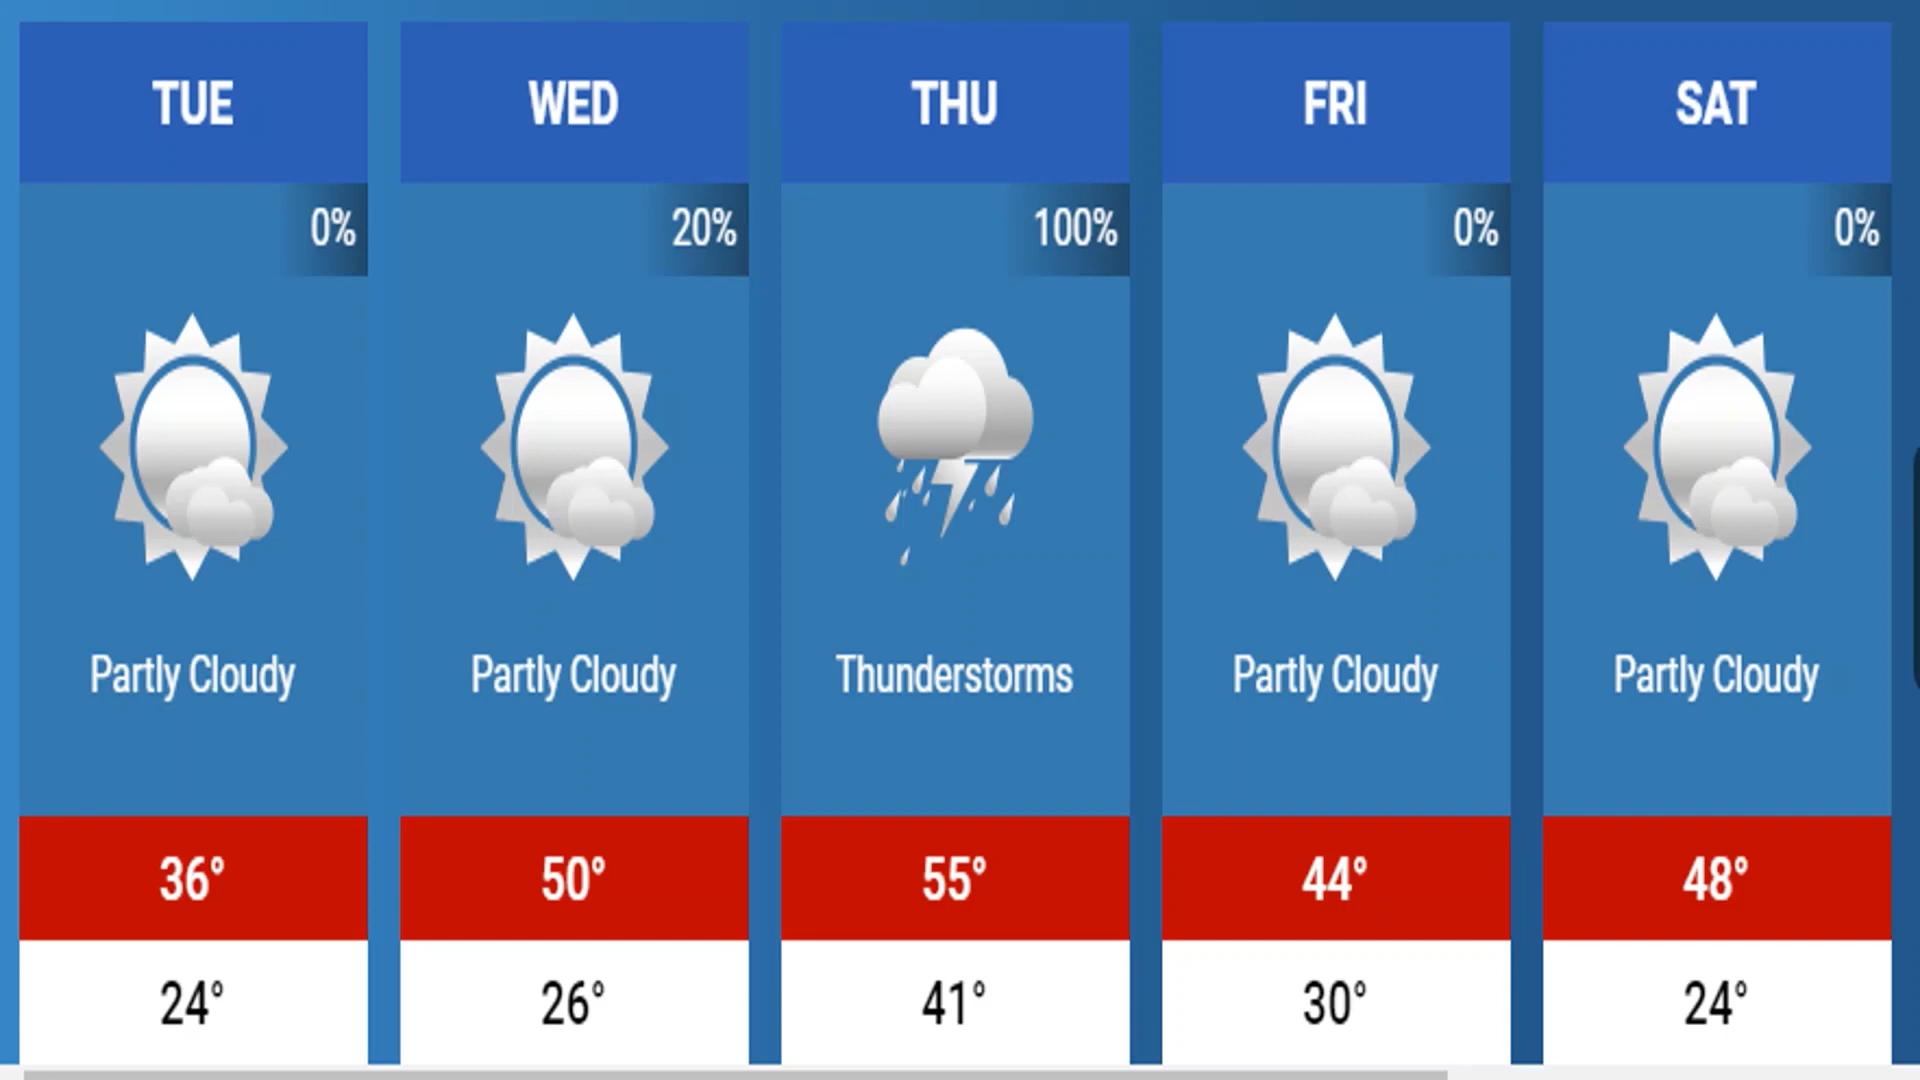 TUE
0%
Partly Cloudy
36°
24°
WED
20%
Partly Cloudy
50°
26°
THU
100%
Thunderstorms
55°
41°
FRI
0%
Partly Cloudy
44°
30°
SAT
0%
Partly Cloudy
48°
24°